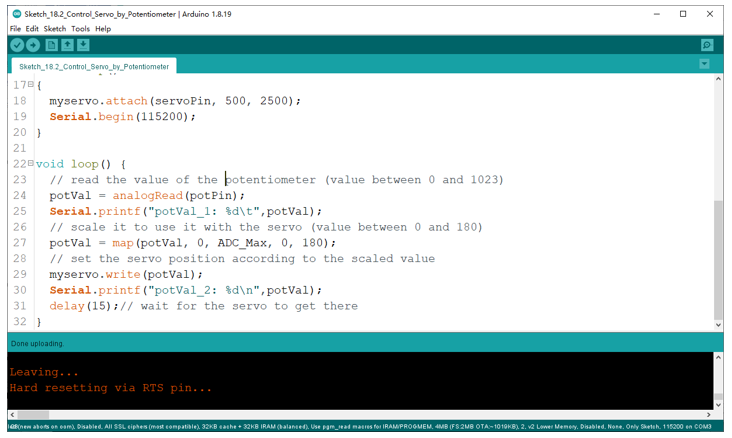 Sketch_18.2_Control_Servo_by_Potentiometer | Arduino 1.8.19
File Edit Sketch Tools Help
Sketch_18.2_Control_Servo_by_Potentiometer
17 {
18 myservo.attach(servoPin, 500, 2500);
19 Serial.begin(115200);
20 }
21
22 void loop() {
23 // read the value of the potentiometer (value between 0 and 1023)
24 potVal = analogRead(potPin);
25 Serial.printf("potVal_1: %d\t",potVal);
26 // scale it to use it with the servo (value between 0 and 180)
27 potVal = map(potVal, 0, ADC_Max, 0, 180);
28 // set the servo position according to the scaled value
29 myservo.write(potVal);
30 Serial.printf("potVal_2: %d\n",potVal);
31 delay(15);// wait for the servo to get there
32 }
Done uploading.
Leaving...
Hard resetting via RTS pin...
(new aborts on oom), Disabled, All SSL ciphers (most compatible), 32KB cache + 32KB IRAM (balanced), Use pgm_read macros for IRAM/PROGMEM, 4MB (FS:2MB OTA:~1019KB), 2, v2 Lower Memory, Disabled, None, Only Sketch, 115200 on COM3